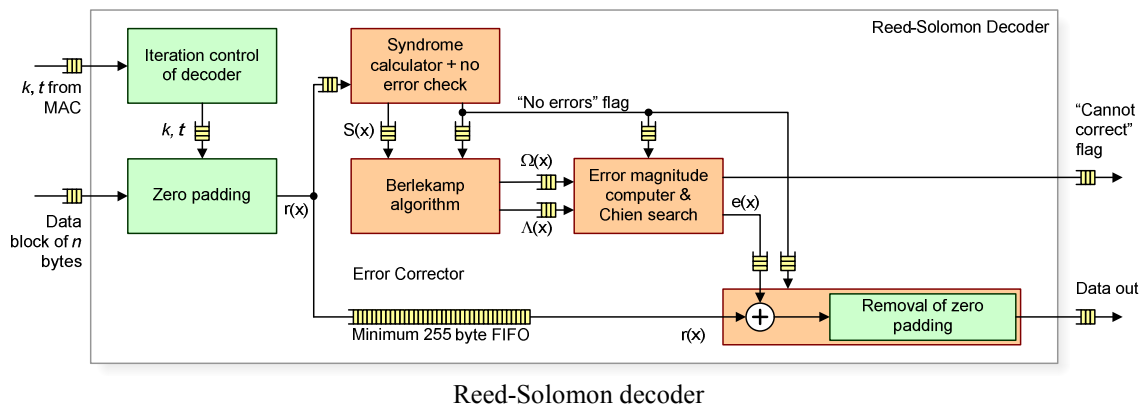 Reed-Solomon Decoder
Iteration control
of decoder
Syndrome
calculator + no
error check
k, t from
MAC
k, t
S(x)
"No errors" flag
"Cannot
correct"
flag
Zero padding
r(x)
Berlekamp
algorithm
Ω(x)
Λ(x)
Error magnitude
computer &
Chien search
e(x)
Data
block of n
bytes
Error Corrector
Minimum 255 byte FIFO
r(x)
+
Removal of zero
padding
Data out
Reed-Solomon decoder